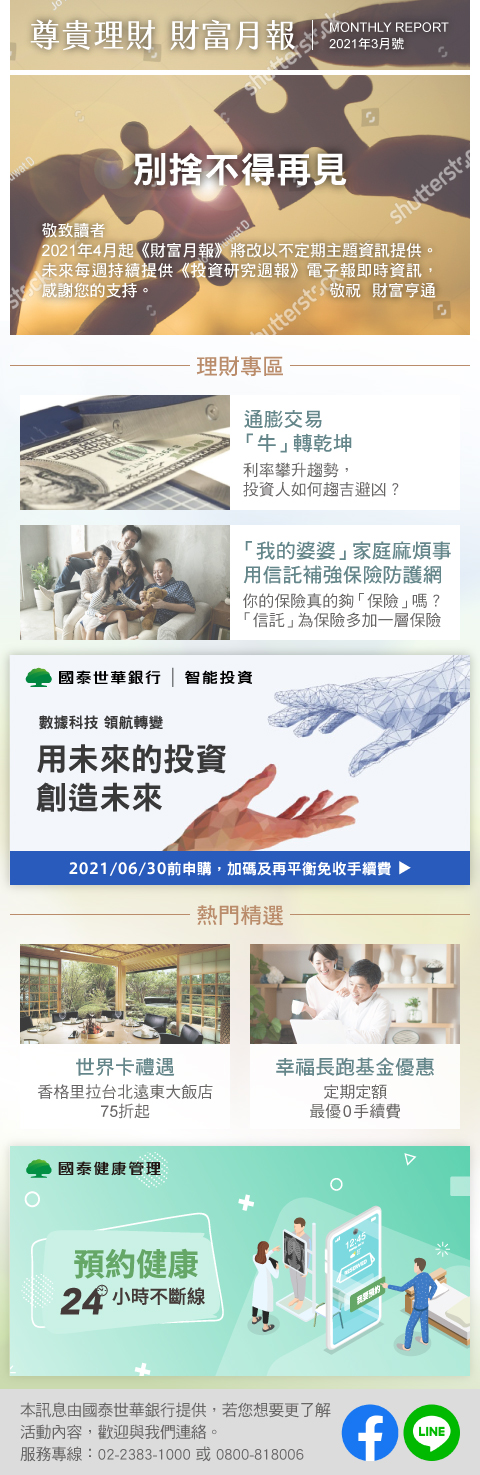 尊貴理財 財富月報
MONTHLY REPORT
2021年3月號
別捨不得再見
敬致讀者
2021年4月起《財富月報》將改以不定期主題資訊提供。
未來每週持續提供《投資研究週報》電子報即時資訊，
感謝您的支持。 敬祝 財富亨通
shutterstock
理財專區
通膨交易
「牛」轉乾坤
利率攀升趨勢，
投資人如何趨吉避凶？
「我的婆婆」家庭麻煩事
用信託補強保險防護網
你的保險真的夠「保險」嗎？
「信託」為保險多加一層保險
國泰世華銀行｜智能投資
數據科技 領航轉變
用未來的投資
創造未來
2021/06/30前申購，加碼及再平衡免收手續費 ▶
熱門精選
世界卡禮遇
香格里拉台北遠東大飯店
75折起
幸福長跑基金優惠
定期定額
最優0手續費
國泰健康管理
預約健康
24小時不斷線
12:45
我要預約
本訊息由國泰世華銀行提供，若您想要更了解
活動內容，歡迎與我們連絡。
服務專線：02-2383-1000 或 0800-818006
LINE